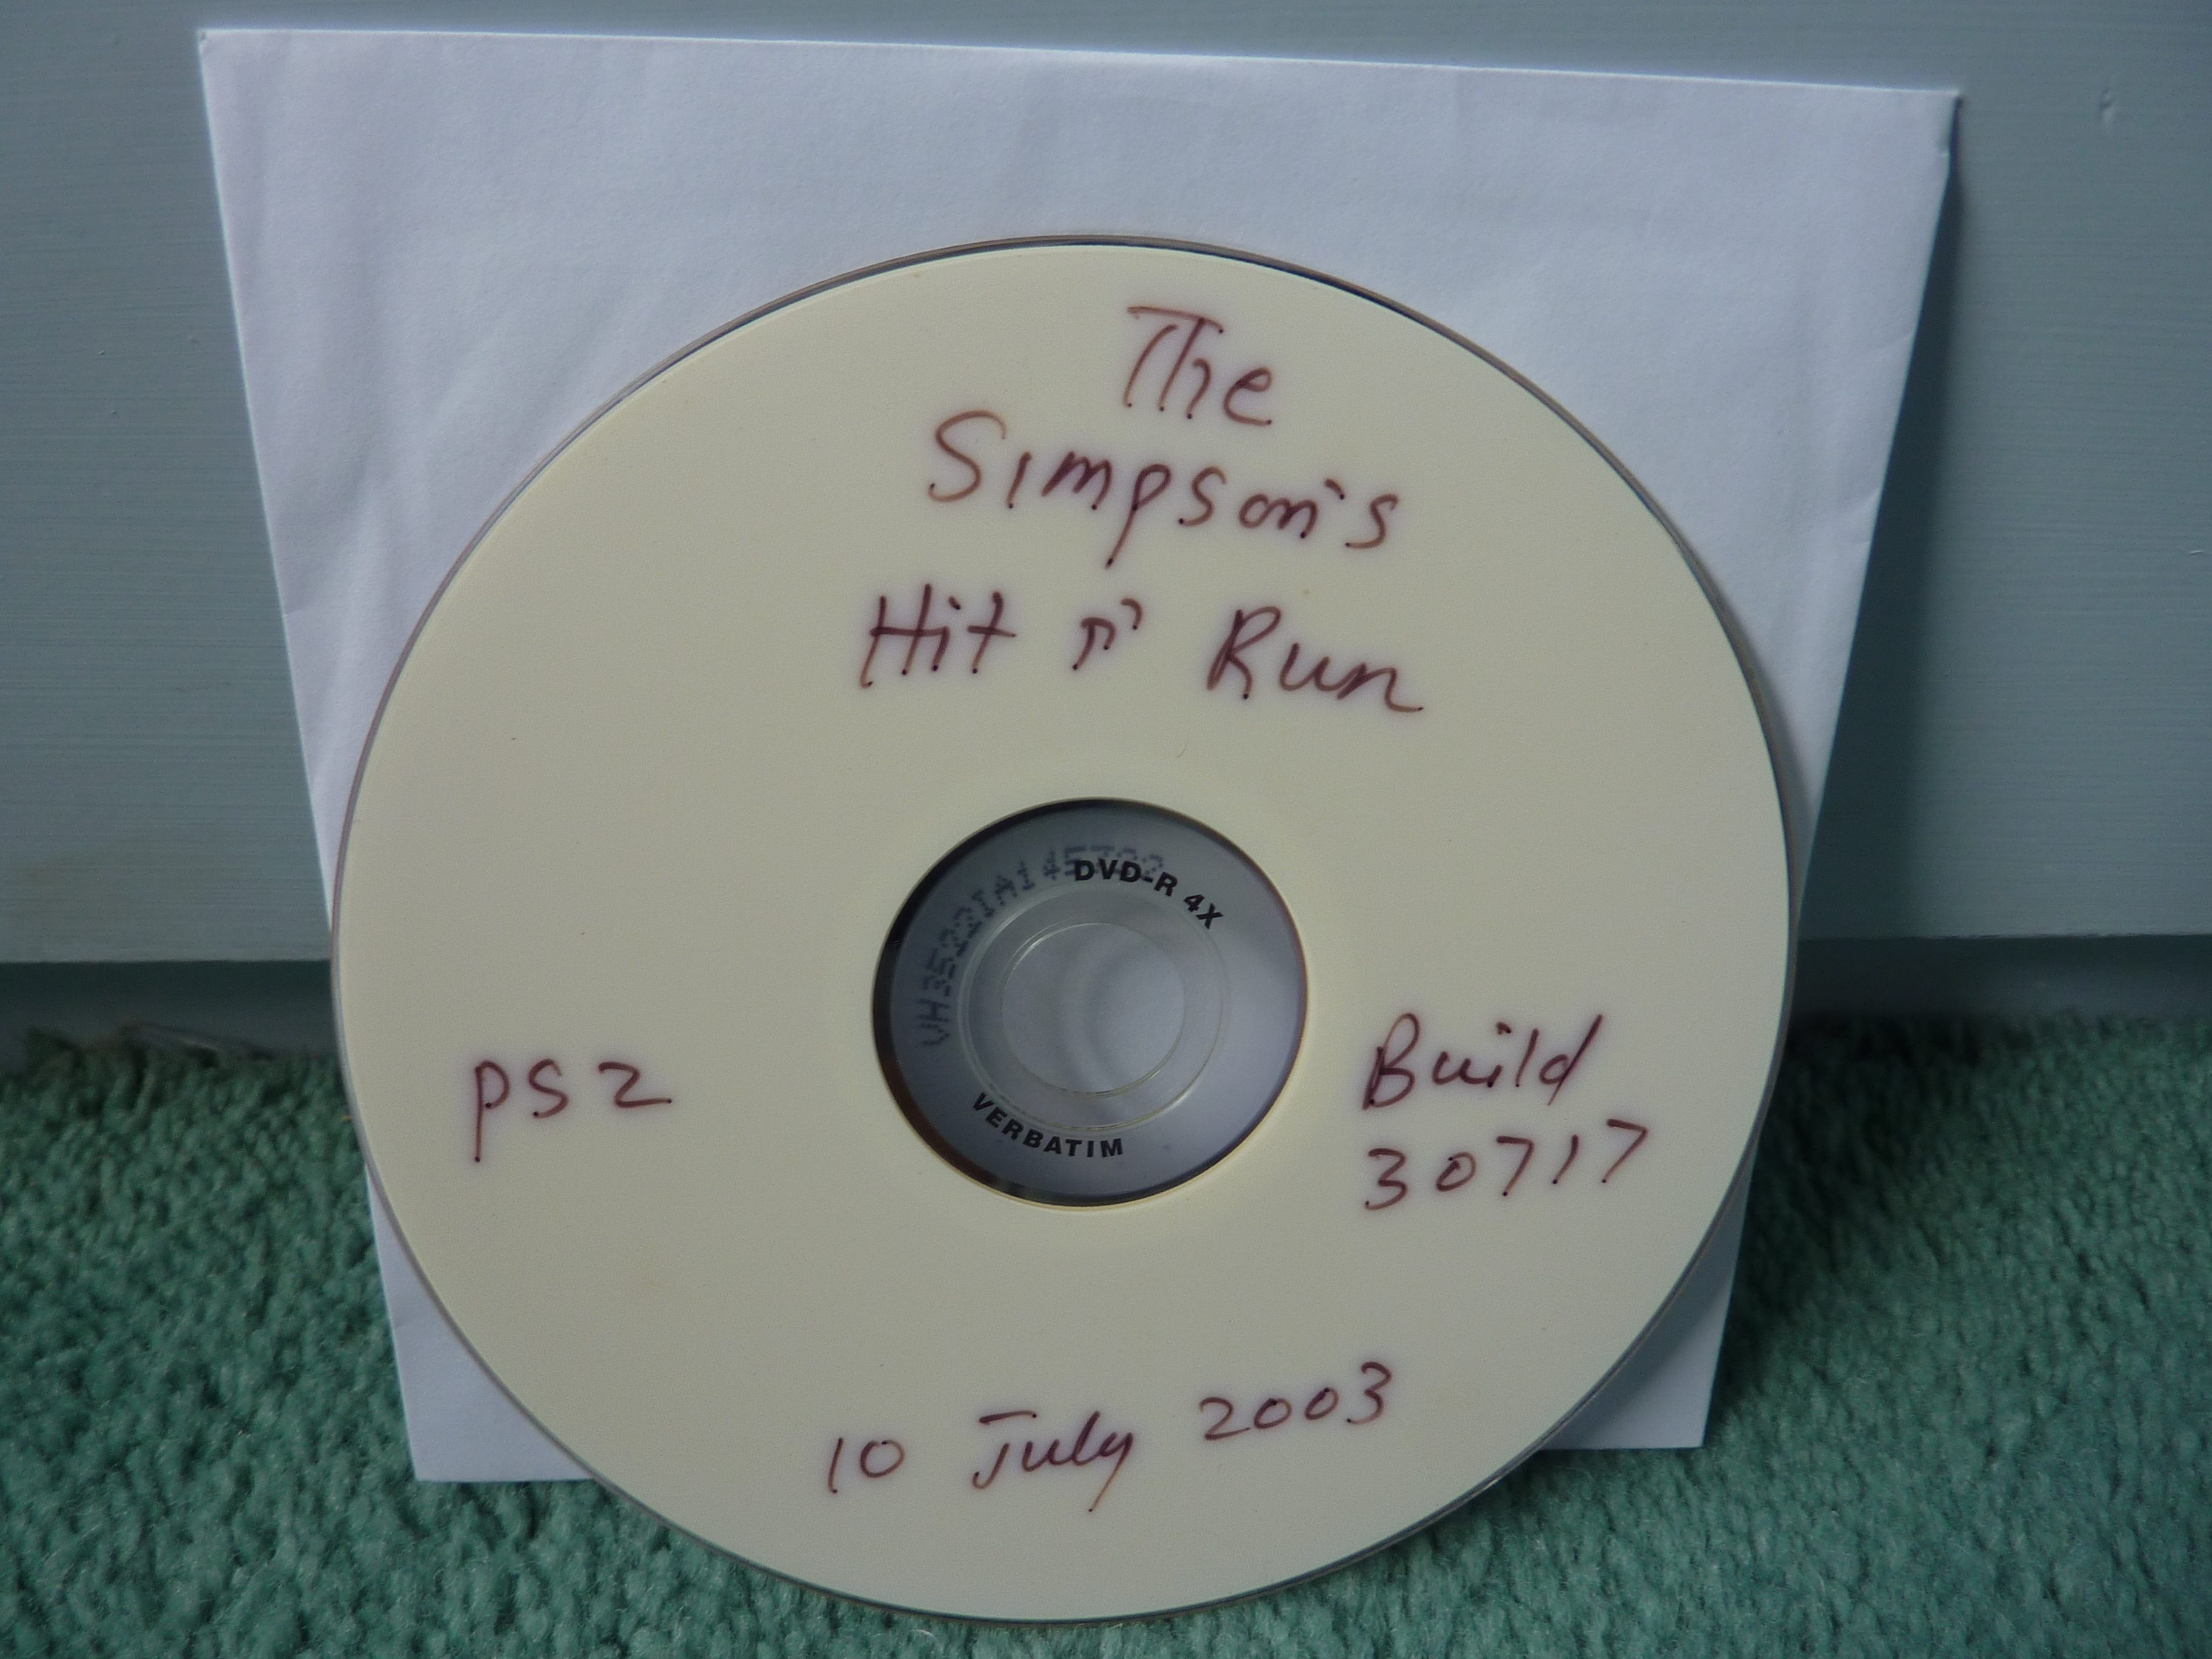 The
Simpson's
Hit n' Run
DVD-R 4X
VERBATIM
PS2
Build
30717
10 July 2003